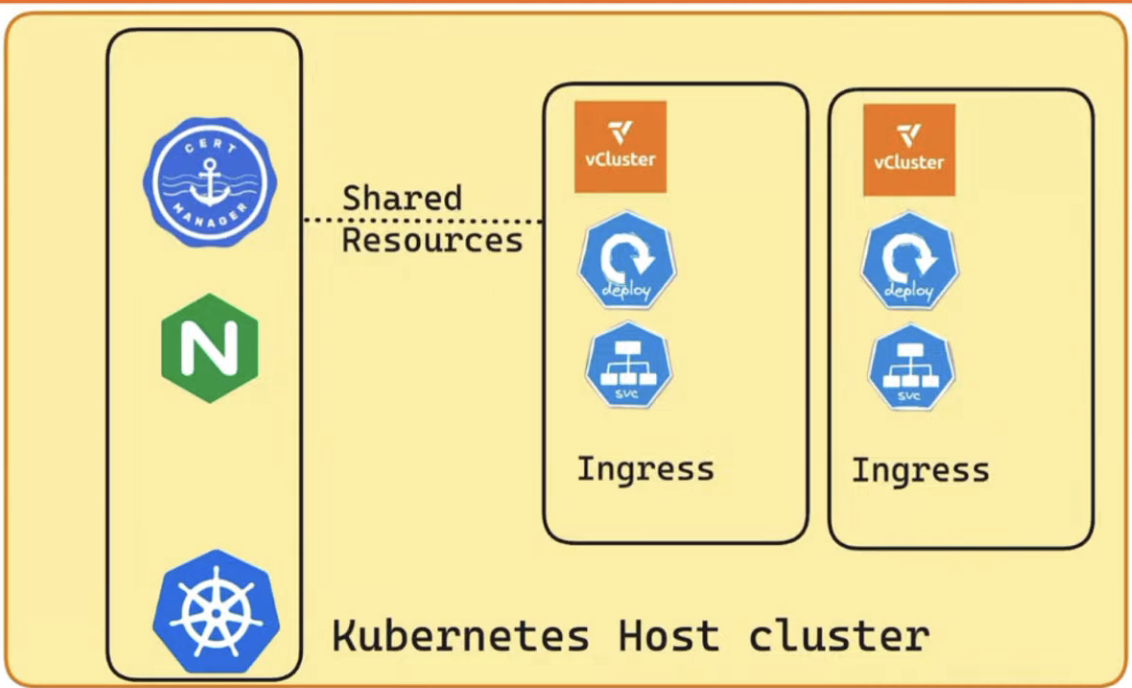 CERT
MANAGER
N
Shared
Resources
vCluster
deploy
svc
Ingress
vCluster
deploy
svc
Ingress
Kubernetes Host cluster